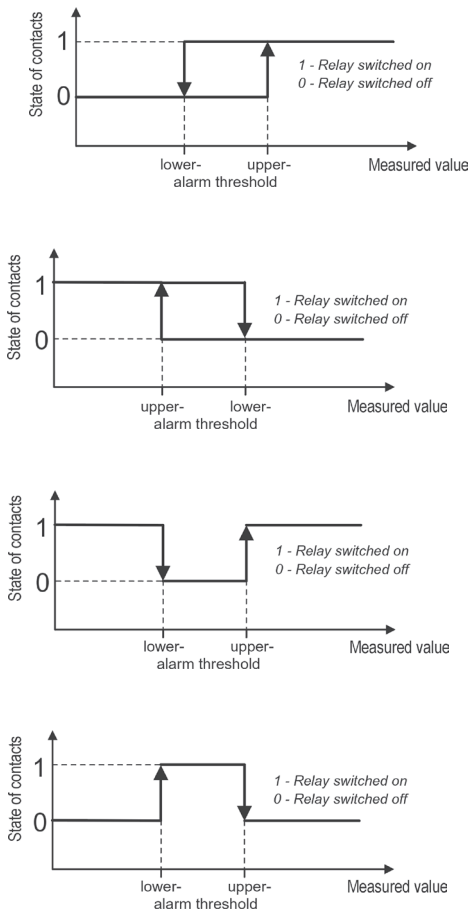 State of contacts
1
0
1 - Relay switched on
0 - Relay switched off
lower-
upper-
alarm threshold
Measured value
State of contacts
1
0
1 - Relay switched on
0 - Relay switched off
upper-
lower-
alarm threshold
Measured value
State of contacts
1
0
1 - Relay switched on
0 - Relay switched off
lower-
upper-
alarm threshold
Measured value
State of contacts
1
0
1 - Relay switched on
0 - Relay switched off
lower-
upper-
alarm threshold
Measured value